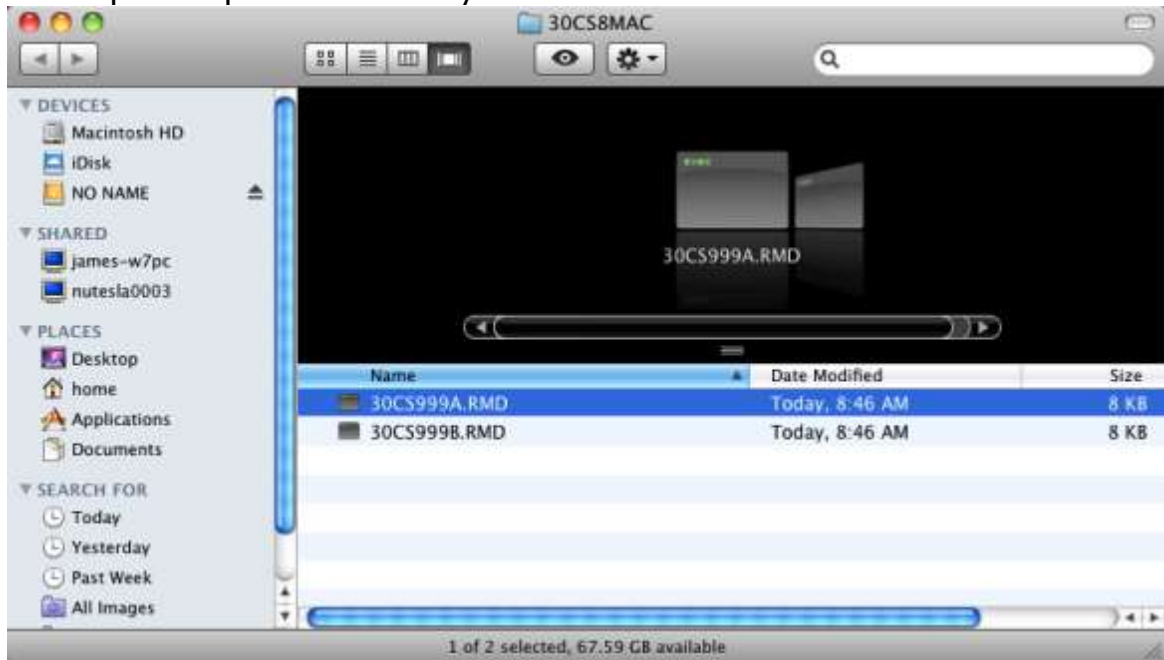 30CS8MAC
DEVICES
Macintosh HD
iDisk
NO NAME
SHARED
james-w7pc
nutesla0003
PLACES
Desktop
home
Applications
Documents
SEARCH FOR
Today
Yesterday
Past Week
All Images
30CS999A.RMD
Name Date Modified Size
30CS999A.RMD Today, 8:46 AM 8 KB
30CS999B.RMD Today, 8:46 AM 8 KB
1 of 2 selected, 67.59 GB available